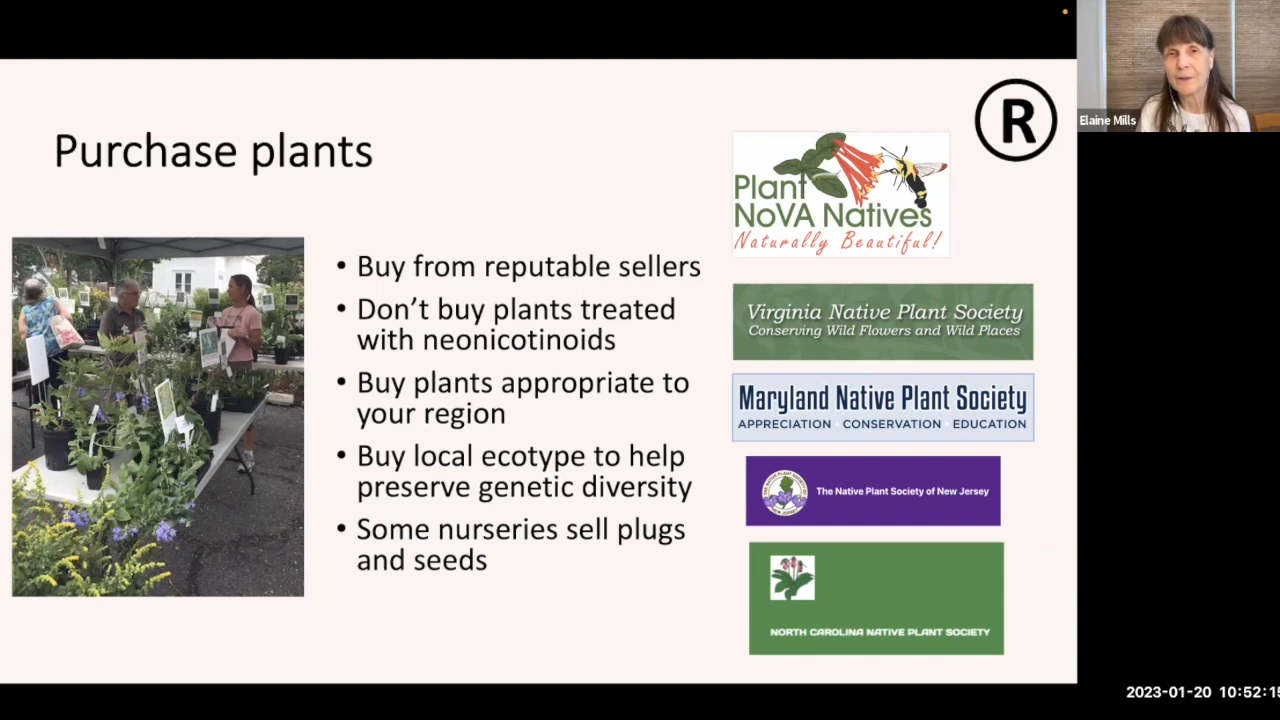 Elaine Mills
®
Purchase plants
• Buy from reputable sellers
• Don’t buy plants treated
with neonicotinoids
• Buy plants appropriate to
your region
• Buy local ecotype to help
preserve genetic diversity
• Some nurseries sell plugs
and seeds
Plant
NoVA Natives
Naturally Beautiful!
Virginia Native Plant Society
Conserving Wild Flowers and Wild Places
Maryland Native Plant Society
APPRECIATION · CONSERVATION · EDUCATION
The Native Plant Society of New Jersey
NORTH CAROLINA NATIVE PLANT SOCIETY
2023-01-20 10:52:15